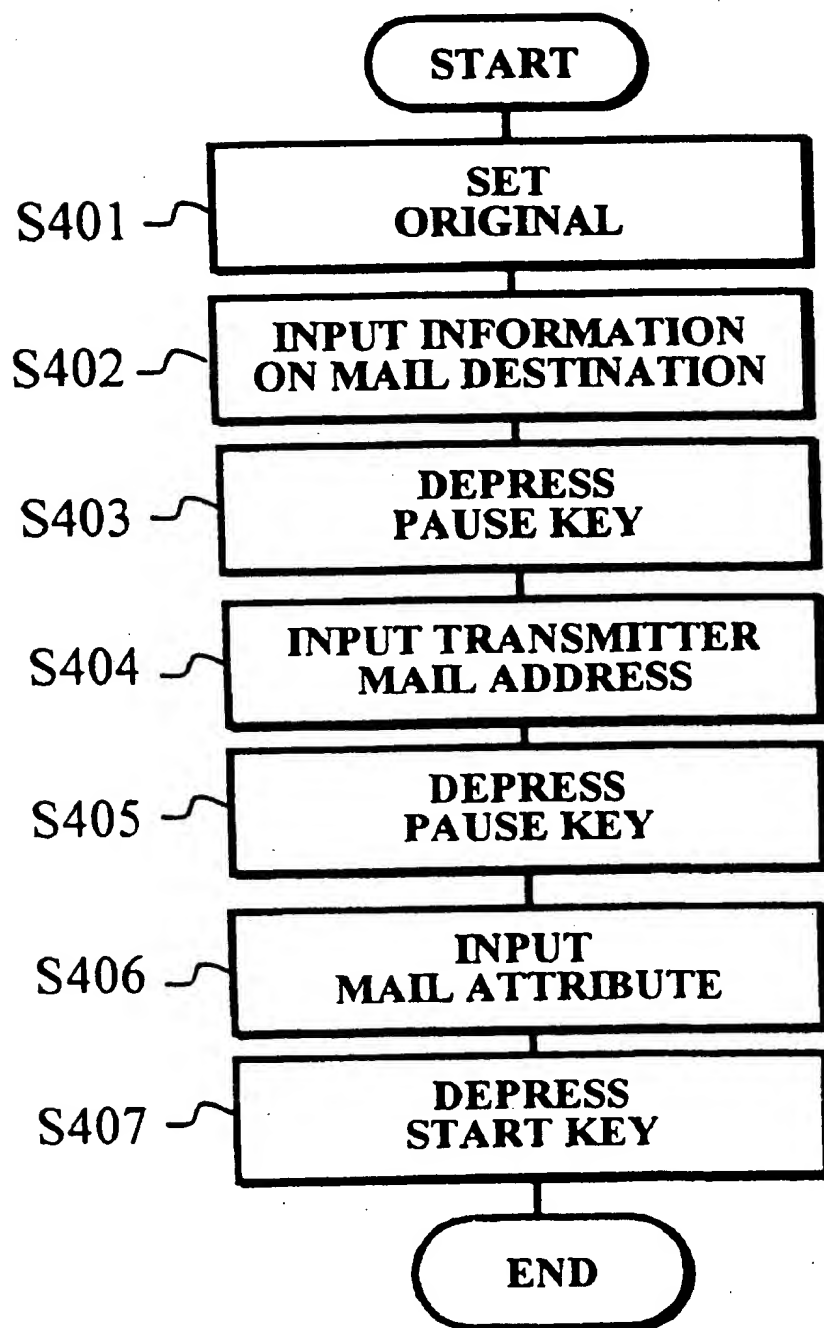 START
S401
SET
ORIGINAL
S402
INPUT INFORMATION
ON MAIL DESTINATION
S403
DEPRESS
PAUSE KEY
S404
INPUT TRANSMITTER
MAIL ADDRESS
S405
DEPRESS
PAUSE KEY
S406
INPUT
MAIL ATTRIBUTE
S407
DEPRESS
START KEY
END